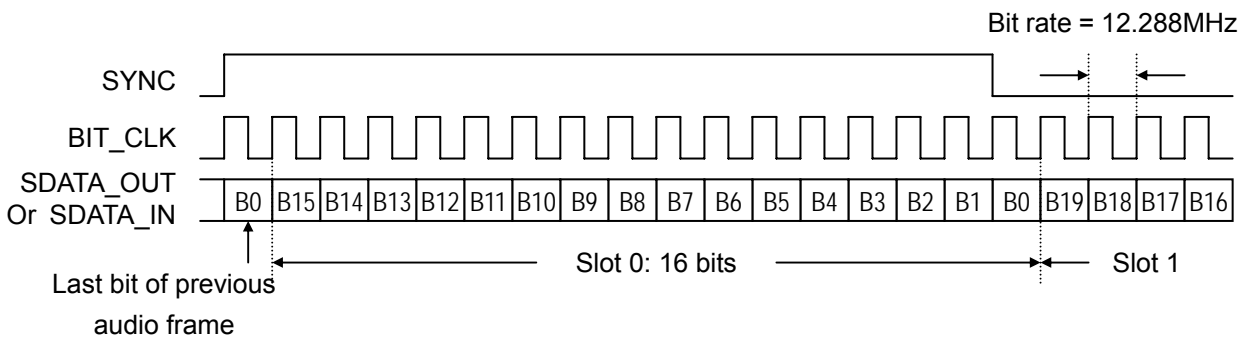 Bit rate = 12.288MHz
SYNC
BIT_CLK
SDATA_OUT
Or SDATA_IN
B0 B15 B14 B13 B12 B11 B10 B9 B8 B7 B6 B5 B4 B3 B2 B1 B0 B19 B18 B17 B16
Slot 0: 16 bits
Slot 1
Last bit of previous
audio frame